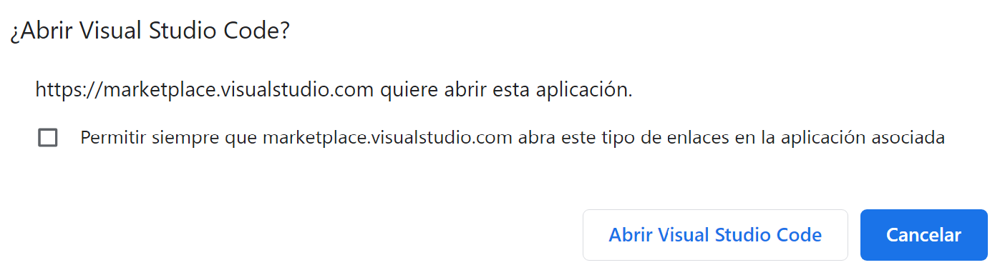 ¿Abrir Visual Studio Code?
https://marketplace.visualstudio.com quiere abrir esta aplicación.
Permitir siempre que marketplace.visualstudio.com abra este tipo de enlaces en la aplicación asociada
Abrir Visual Studio Code
Cancelar